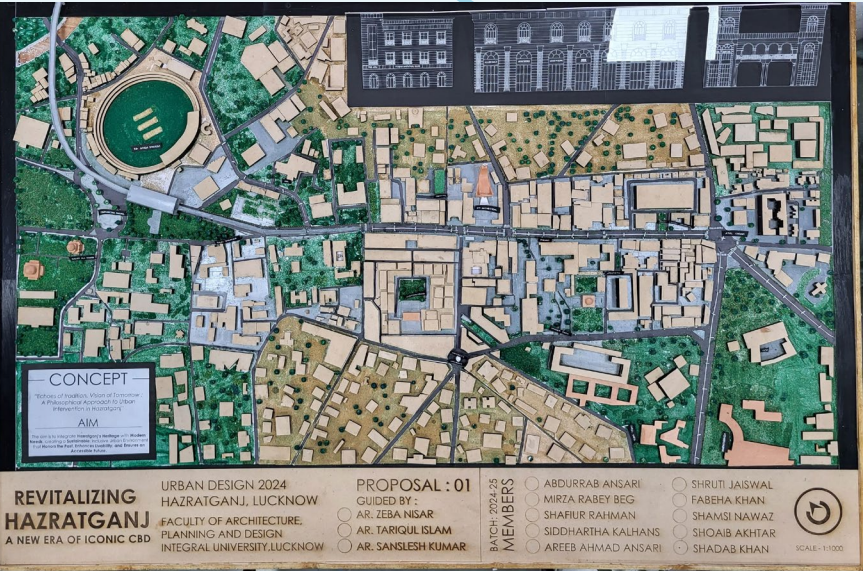 CONCEPT
"Echoes of Tradition, Vision of Tomorrow
A Philosophical Approach to Urban
Intervention in Hazratganj
AIM
REVITALIZING
HAZRATGANJ
A NEW ERA OF ICONIC CBD
URBAN DESIGN 2024
HAZRATGANJ, LUCKNOW
FACULTY OF ARCHITECTURE,
PLANNING AND DESIGN
INTEGRAL UNIVERSITY,LUCKNOW
PROPOSAL : 01
GUIDED BY :
AR. ZEBA NISAR
AR. TARIQUL ISLAM
AR. SANSLESH KUMAR
BATCH: 2024-25
MEMBERS
ABDURRAB ANSARI
MIRZA RABEY BEG
SHAFIUR RAHMAN
SIDDHARTHA KALHANS
AREEB AHMAD ANSARI
SHRUTI JAISWAL
FABEHA KHAN
SHAMSI NAWAZ
SHOAIB AKHTAR
SHADAB KHAN
SCALE:-1:1000